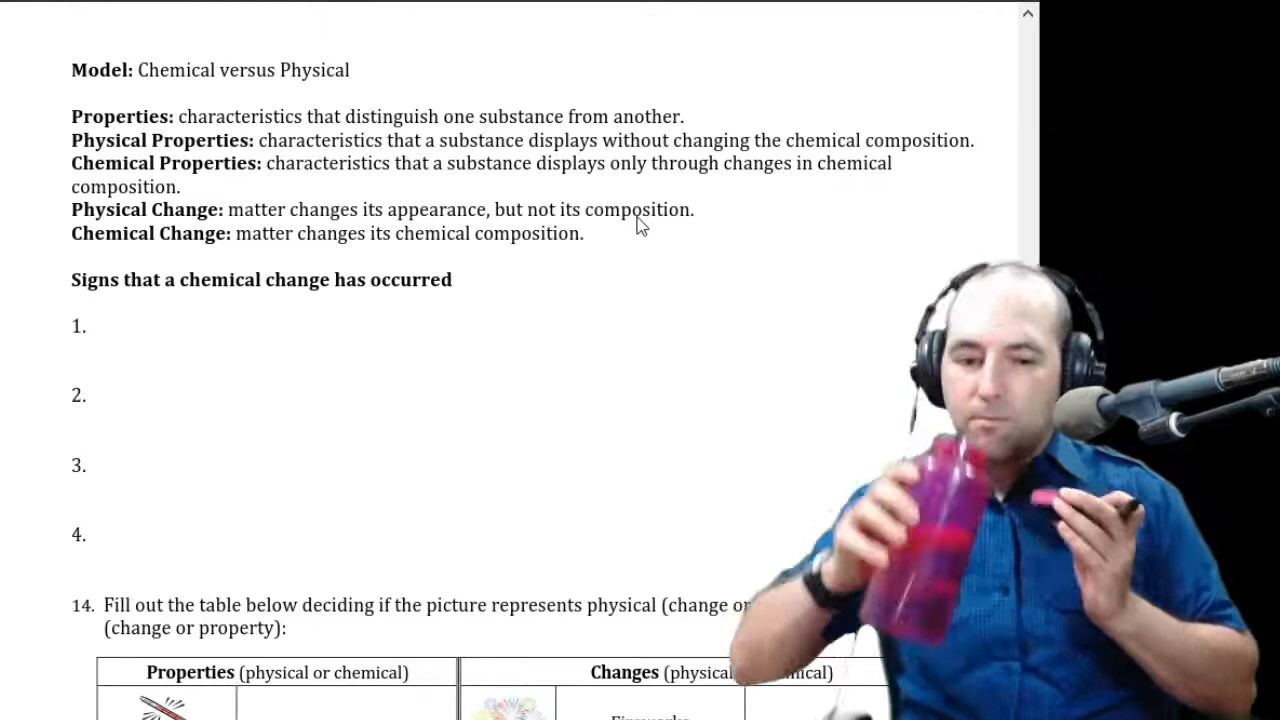 Model: Chemical versus Physical
Properties: characteristics that distinguish one substance from another.
Physical Properties: characteristics that a substance displays without changing the chemical composition.
Chemical Properties: characteristics that a substance displays only through changes in chemical
composition.
Physical Change: matter changes its appearance, but not its composition.
Chemical Change: matter changes its chemical composition.
Signs that a chemical change has occurred
1.
2.
3.
4.
14. Fill out the table below deciding if the picture represents physical (change or
(change or property):
Properties (physical or chemical)
Changes (physical mical)
Fireworks